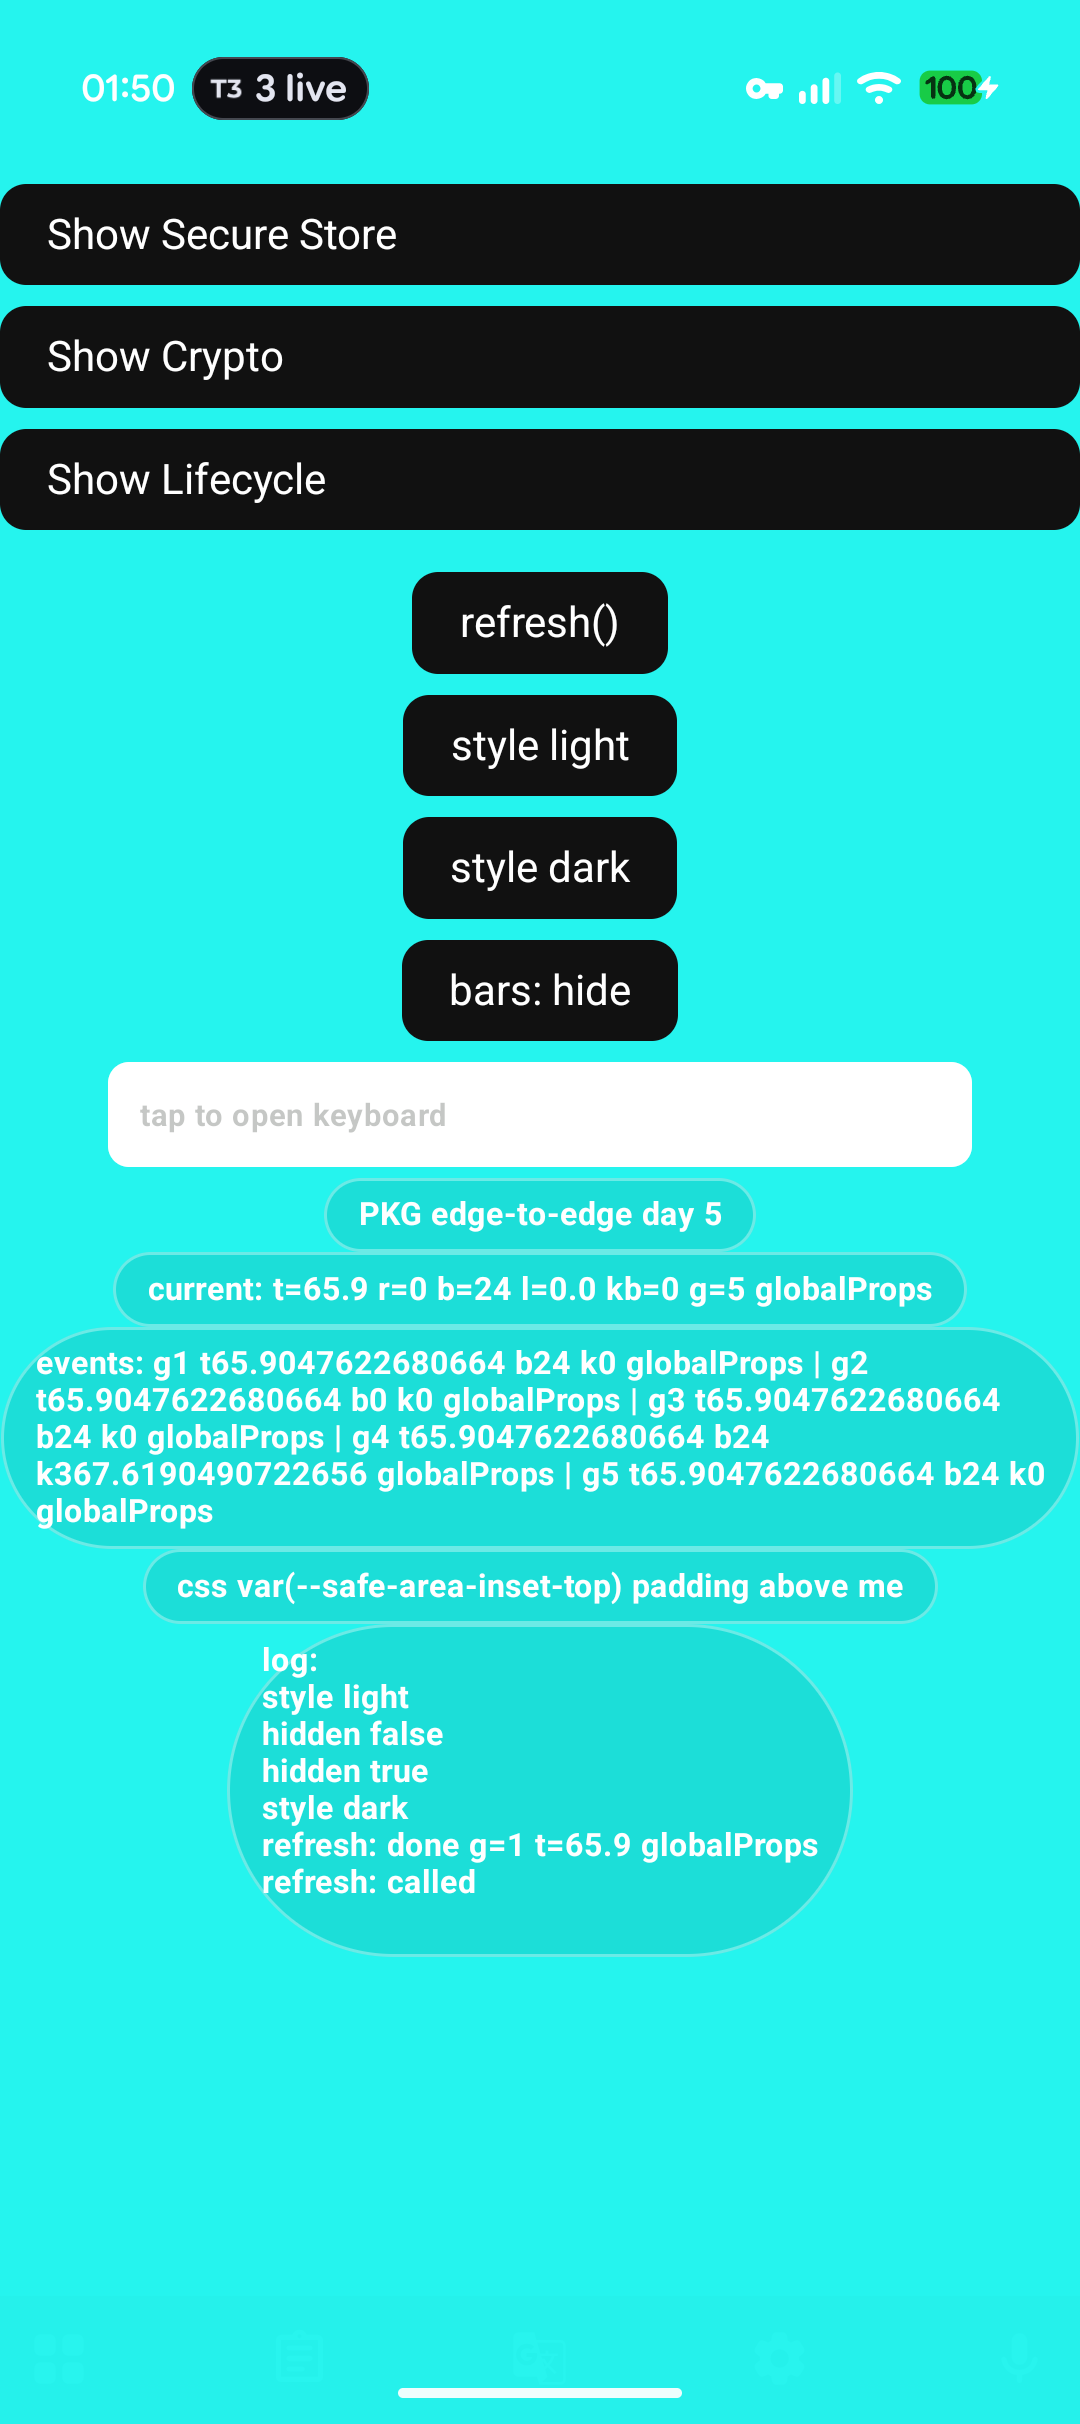 01:50 T3 3 live 100
Show Secure Store
Show Crypto
Show Lifecycle
refresh()
style light
style dark
bars: hide
tap to open keyboard
PKG edge-to-edge day 5
current: t=65.9 r=0 b=24 l=0.0 kb=0 g=5 globalProps
events: g1 t65.9047622680664 b24 k0 globalProps | g2
t65.9047622680664 b0 k0 globalProps | g3 t65.9047622680664
b24 k0 globalProps | g4 t65.9047622680664 b24
k367.6190490722656 globalProps | g5 t65.9047622680664 b24 k0
globalProps
css var(--safe-area-inset-top) padding above me
log:
style light
hidden false
hidden true
style dark
refresh: done g=1 t=65.9 globalProps
refresh: called